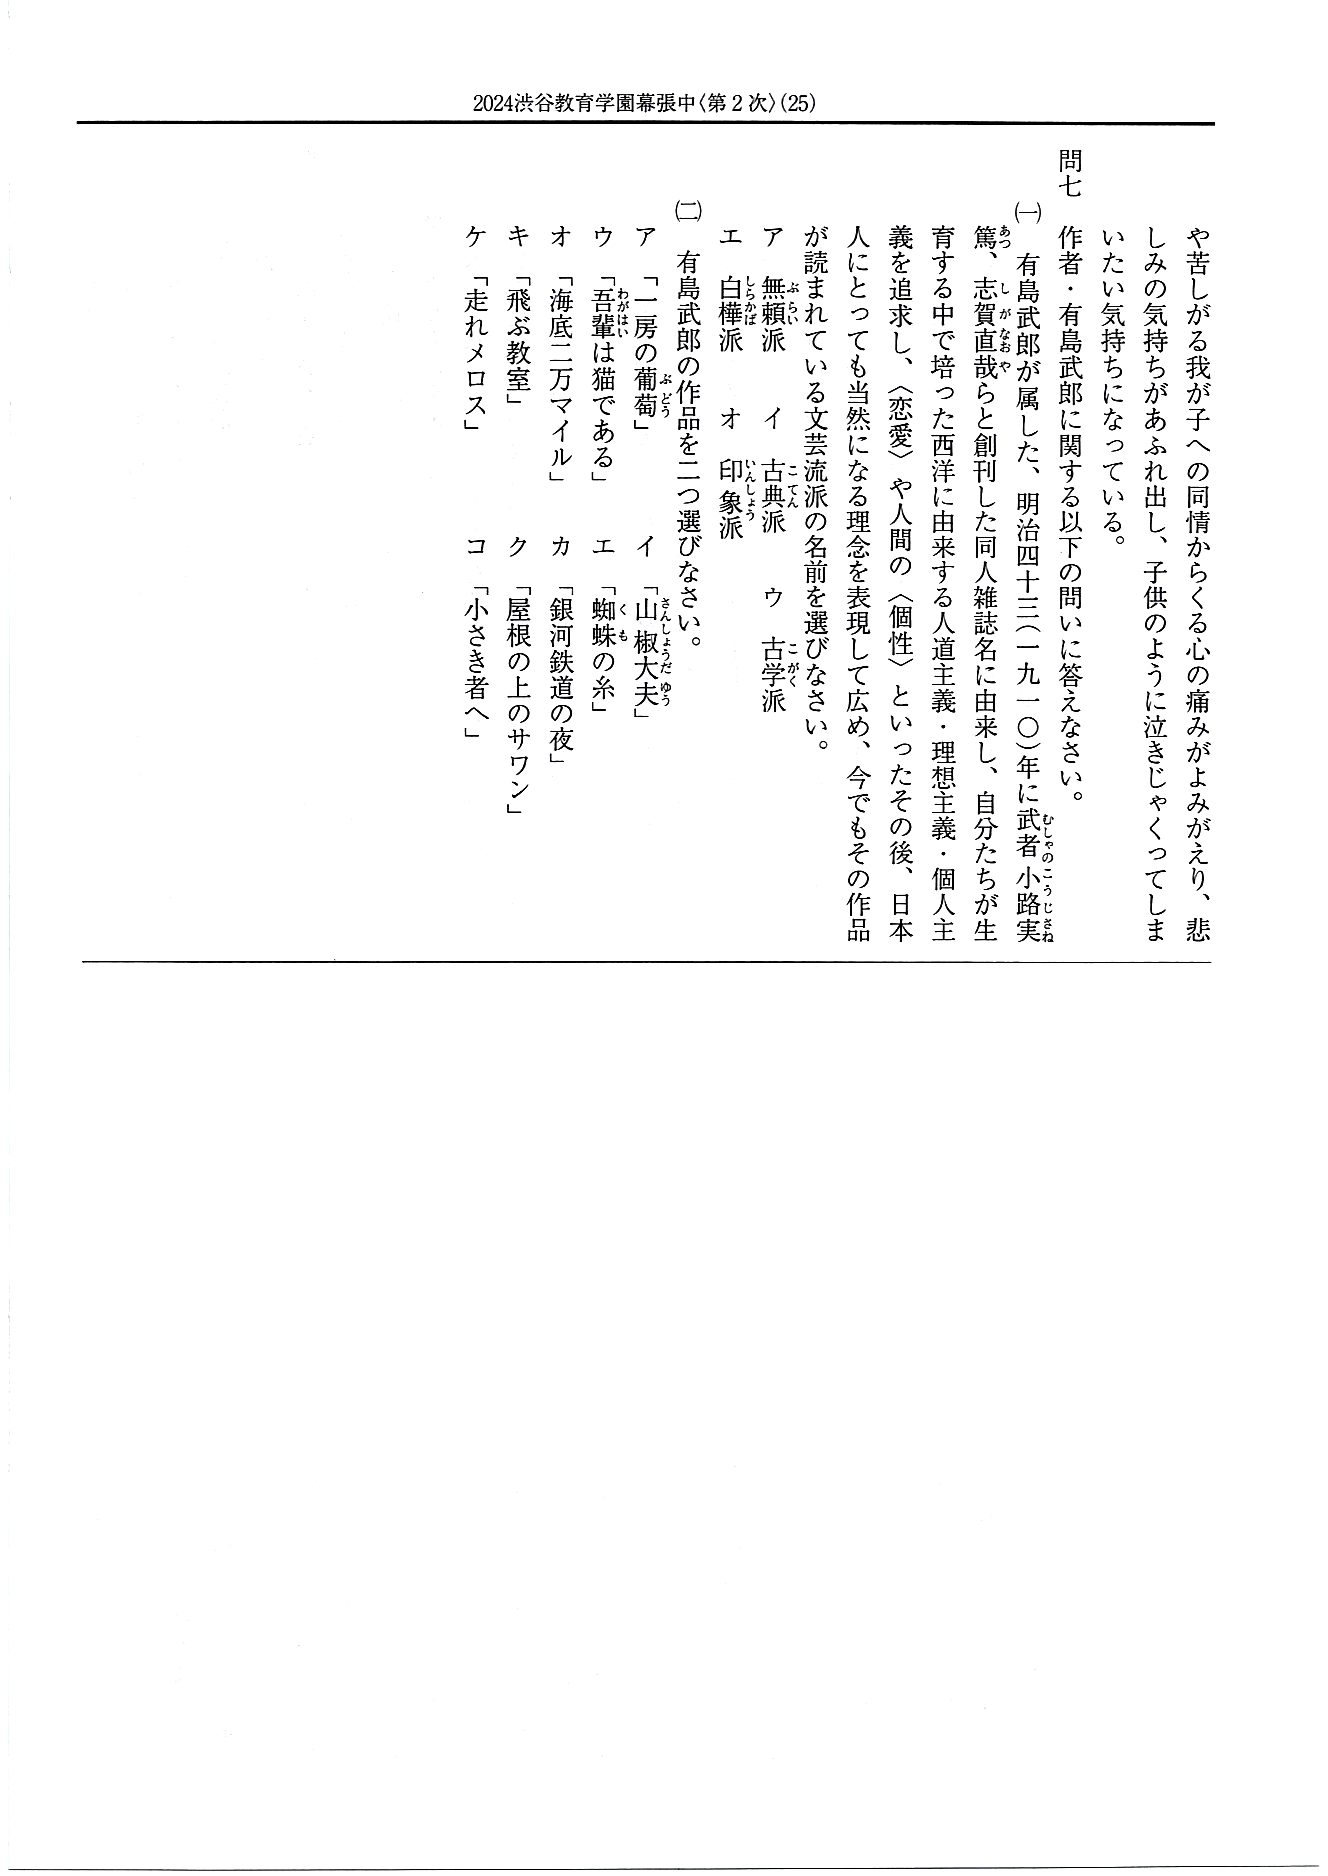 2024渋谷教育学園幕張中〈第2次〉(25)
や苦しがる我が子への同情からくる心の痛みがよみがえり、悲
しみの気持ちがあふれ出し、子供のように泣きじゃくってしま
いたい気持ちになっている。
問七 作者・有島武郎に関する以下の問いに答えなさい。
㈠ 有島武郎が属した、明治四十三(一九一〇)年に武者小路実
篤、志賀直哉らと創刊した同人雑誌名に由来し、自分たちが生
育する中で培った西洋に由来する人道主義・理想主義・個人主
義を追求し、〈恋愛〉や人間の〈個性〉といったその後、日本
人にとっても当然になる理念を表現して広め、今でもその作品
が読まれている文芸流派の名前を選びなさい。
ア 無頼派 イ 古典派 ウ 古学派
エ 白樺派 オ 印象派
㈡ 有島武郎の作品を二つ選びなさい。
ア 「一房の葡萄」 イ 「山椒大夫」
ウ 「吾輩は猫である」 エ 「蜘蛛の糸」
オ 「海底二万マイル」 カ 「銀河鉄道の夜」
キ 「飛ぶ教室」 ク 「屋根の上のサワン」
ケ 「走れメロス」 コ 「小さき者へ」